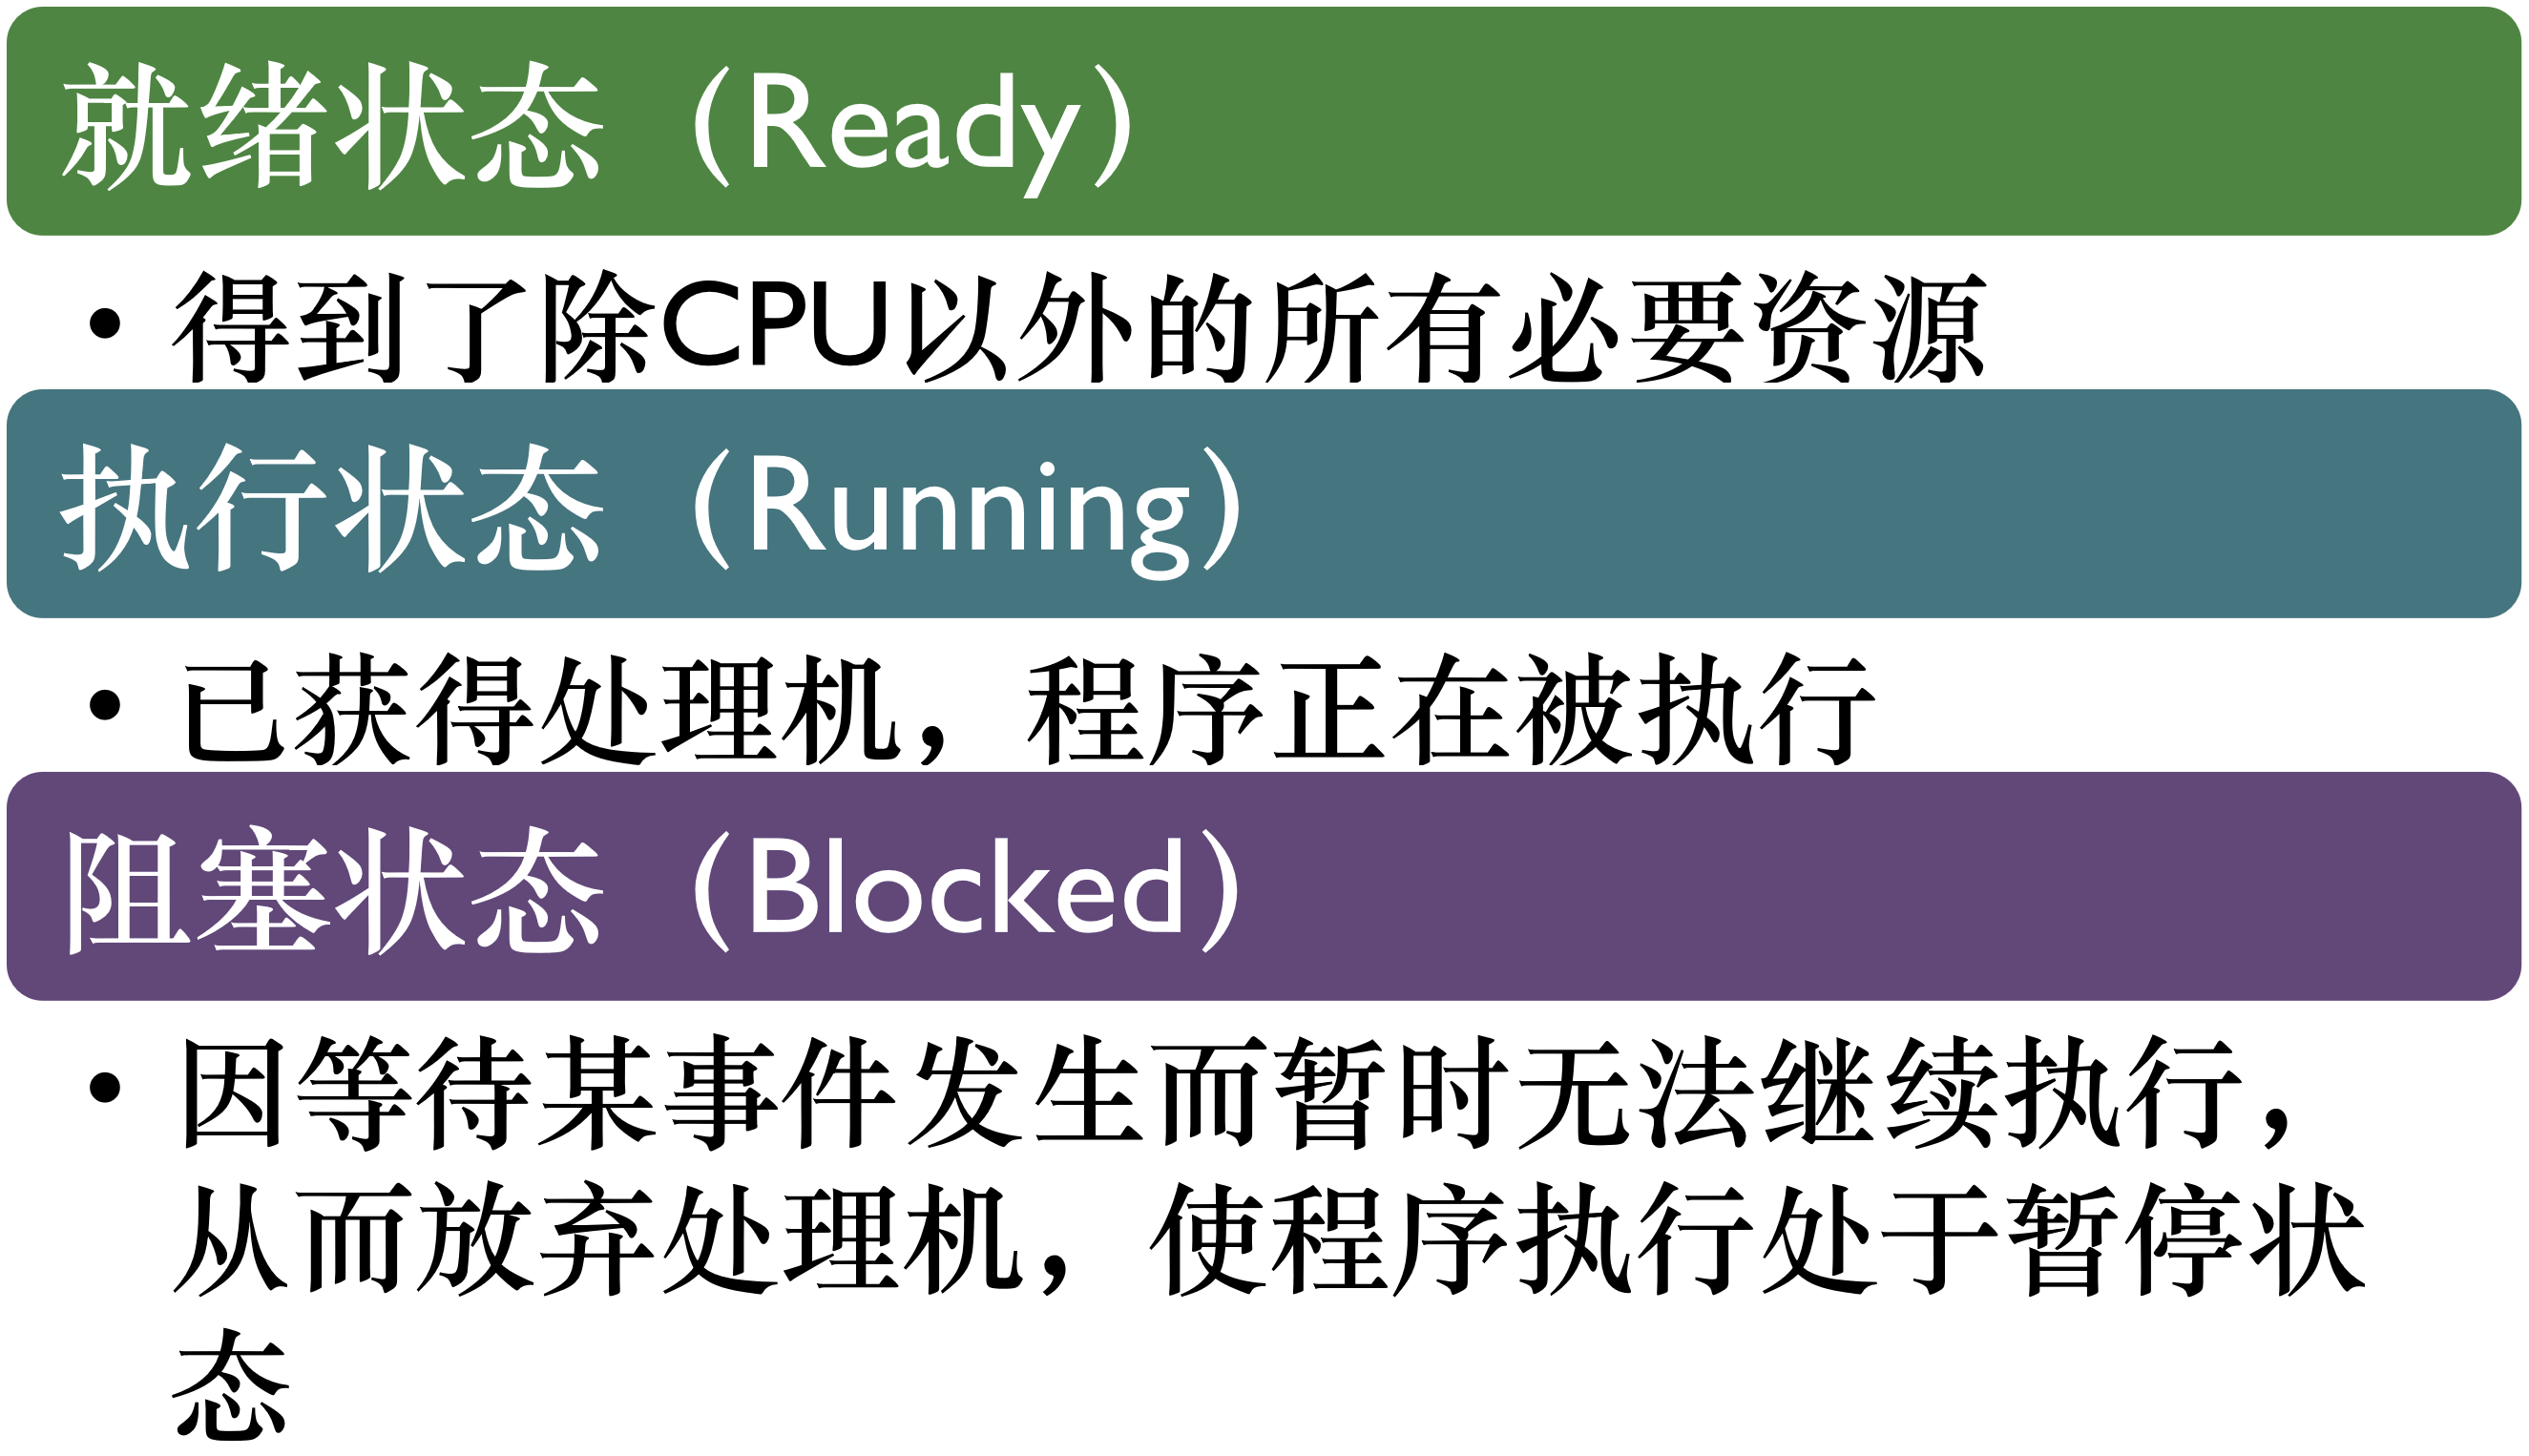 就绪状态（Ready）
• 得到了除CPU以外的所有必要资源
执行状态（Running）
• 已获得处理机，程序正在被执行
阻塞状态（Blocked）
• 因等待某事件发生而暂时无法继续执行，
从而放弃处理机，使程序执行处于暂停状
态